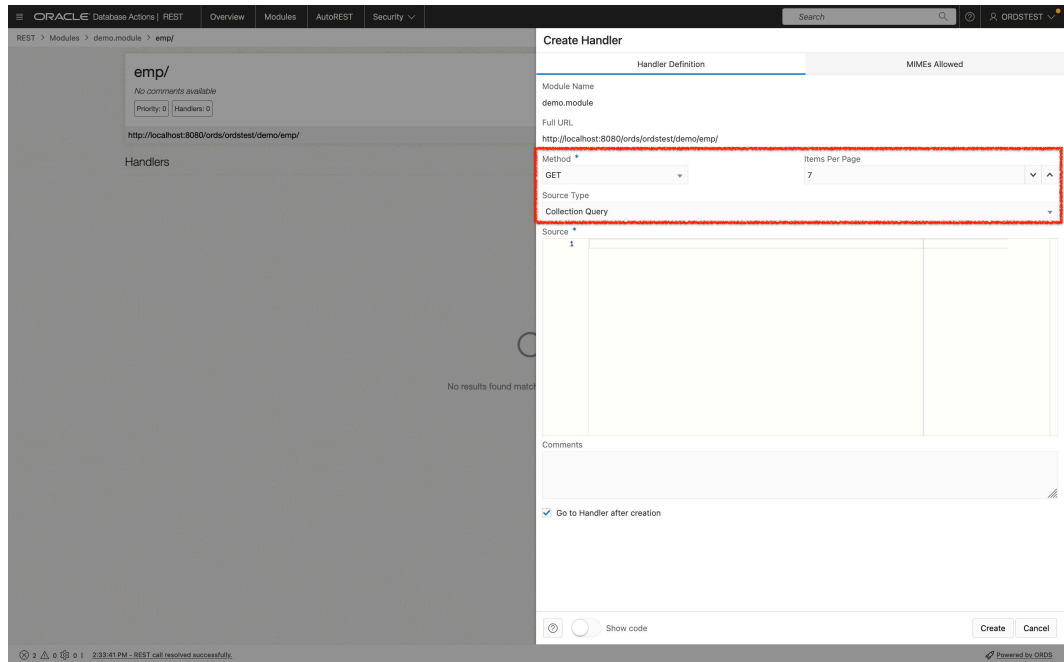 ORACLE Database Actions | REST Overview Modules AutoREST Security Search ORDSTEST
REST > Modules > demo.module > emp/
emp/
No comments available
Priority: 0 Handlers: 0
http://localhost:8080/ords/ordstest/demo/emp/
Handlers
No results found matc
Create Handler
Handler Definition MIMEs Allowed
Module Name
demo.module
Full URL
http://localhost:8080/ords/ordstest/demo/emp/
Method * Items Per Page
GET 7
Source Type
Collection Query
Source *
1
Comments
Go to Handler after creation
Show code Create Cancel
2 0 0 | 2:33:41 PM - REST call resolved successfully. Powered by ORDS